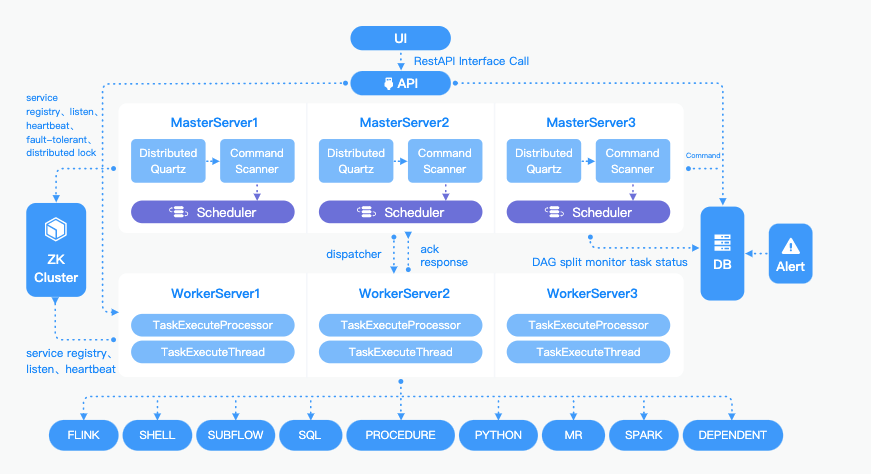 UI
RestAPI Interface Call
API
service
registry、listen、
heartbeat、
fault-tolerant、
distributed lock
MasterServer1
MasterServer2
MasterServer3
Distributed
Quartz
Command
Scanner
Distributed
Quartz
Command
Scanner
Distributed
Quartz
Command
Scanner
Command
Scheduler
Scheduler
Scheduler
ZK
Cluster
dispatcher
ack
response
DAG split monitor task status
DB
Alert
WorkerServer1
WorkerServer2
WorkerServer3
TaskExecuteProcessor
TaskExecuteProcessor
TaskExecuteProcessor
TaskExecuteThread
TaskExecuteThread
TaskExecuteThread
service registry、
listen、heartbeat
FLINK
SHELL
SUBFLOW
SQL
PROCEDURE
PYTHON
MR
SPARK
DEPENDENT